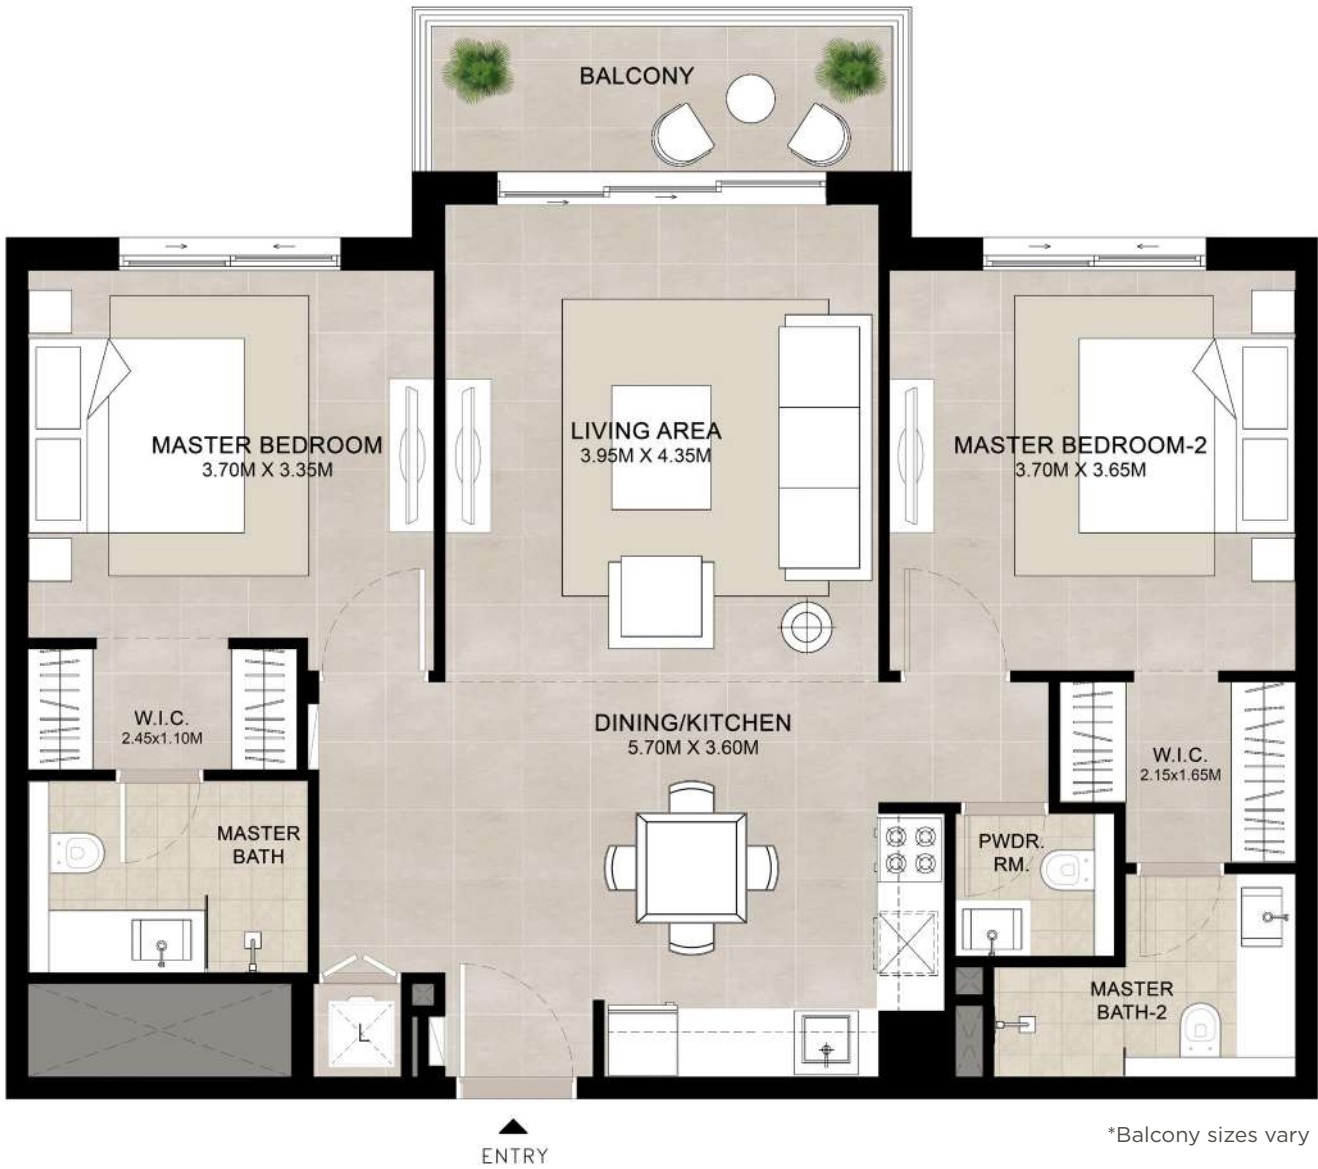 BALCONY
MASTER BEDROOM
3.70M X 3.35M
LIVING AREA
3.95M X 4.35M
MASTER BEDROOM-2
3.70M X 3.65M
W.I.C.
2.45x1.10M
DINING/KITCHEN
5.70M X 3.60M
W.I.C.
2.15x1.65M
MASTER
BATH
PWDR.
RM.
MASTER
BATH-2
L
ENTRY
*Balcony sizes vary